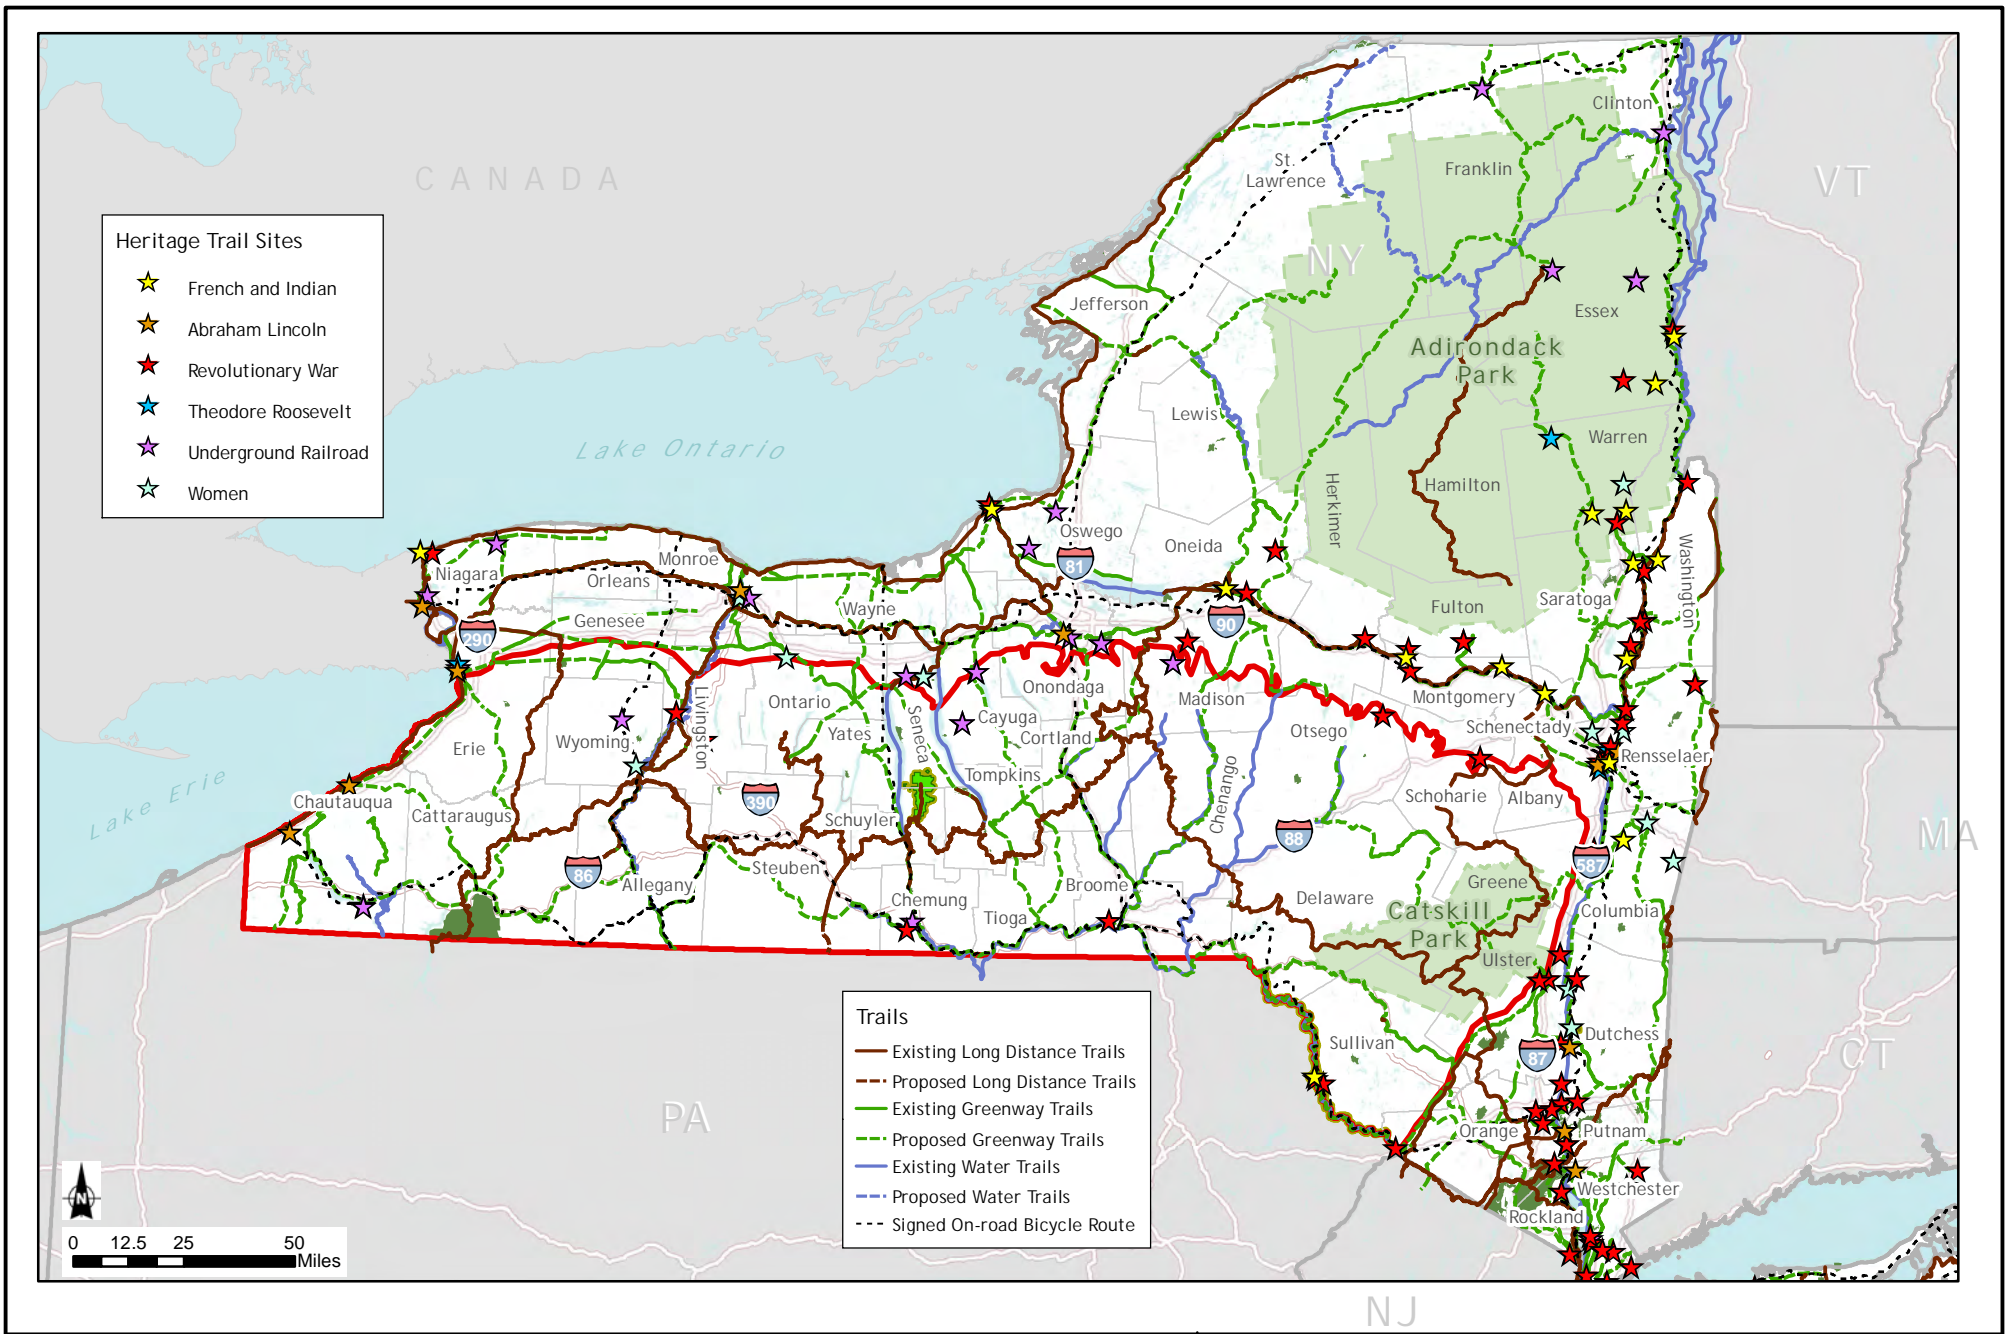 CANADA
VT
Clinton
Franklin
St.
Lawrence
NY
Heritage Trail Sites
French and Indian
Abraham Lincoln
Revolutionary War
Theodore Roosevelt
Underground Railroad
Women
Jefferson
Essex
Adirondack
Park
Lewis
Warren
Lake Ontario
Hamilton
Herkimer
Oswego
81
Oneida
Washington
Monroe
Niagara
Orleans
Wayne
Saratoga
Fulton
Genesee
290
90
Onondaga
Madison
Montgomery
Livingston
Ontario
Seneca
Cayuga
Schenectady
Yates
Cortland
Otsego
Erie
Wyoming
Rensselaer
Tompkins
Lake Erie
Chautauqua
390
Chenango
Schoharie
Albany
Cattaraugus
Schuyler
88
MA
587
86
Allegany
Steuben
Broome
Greene
Chemung
Tioga
Delaware
Catskill
Park
Columbia
Ulster
Trails
Existing Long Distance Trails
Proposed Long Distance Trails
Existing Greenway Trails
Proposed Greenway Trails
Existing Water Trails
Proposed Water Trails
Signed On-road Bicycle Route
Sullivan
Dutchess
87
CT
PA
Orange
Putnam
Westchester
Rockland
N
0 12.5 25 50
Miles
NJ